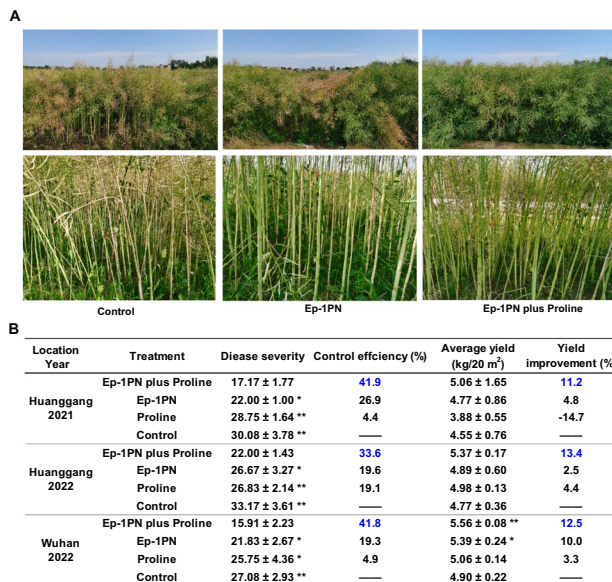 A
Control Ep-1PN Ep-1PN plus Proline
B
Location Year Treatment Diease severity Control effciency (%) Average yield (kg/20 m²) Yield improvement (%
Ep-1PN plus Proline 17.17 ± 1.77 41.9 5.06 ± 1.65 11.2
Huanggang 2021 Ep-1PN 22.00 ± 1.00 * 26.9 4.77 ± 0.86 4.8
Proline 28.75 ± 1.64 ** 4.4 3.88 ± 0.55 -14.7
Control 30.08 ± 3.78 ** —— 4.55 ± 0.76 ——
Ep-1PN plus Proline 22.00 ± 1.43 33.6 5.37 ± 0.17 13.4
Huanggang 2022 Ep-1PN 26.67 ± 3.27 * 19.6 4.89 ± 0.60 2.5
Proline 26.83 ± 2.14 ** 19.1 4.98 ± 0.13 4.4
Control 33.17 ± 3.61 ** —— 4.77 ± 0.36 ——
Ep-1PN plus Proline 15.91 ± 2.23 41.8 5.56 ± 0.08 ** 12.5
Wuhan 2022 Ep-1PN 21.83 ± 2.67 * 19.3 5.39 ± 0.24 * 10.0
Proline 25.75 ± 4.36 * 4.9 5.06 ± 0.14 3.3
Control 27.08 ± 2.93 ** —— 4.90 ± 0.22 ——